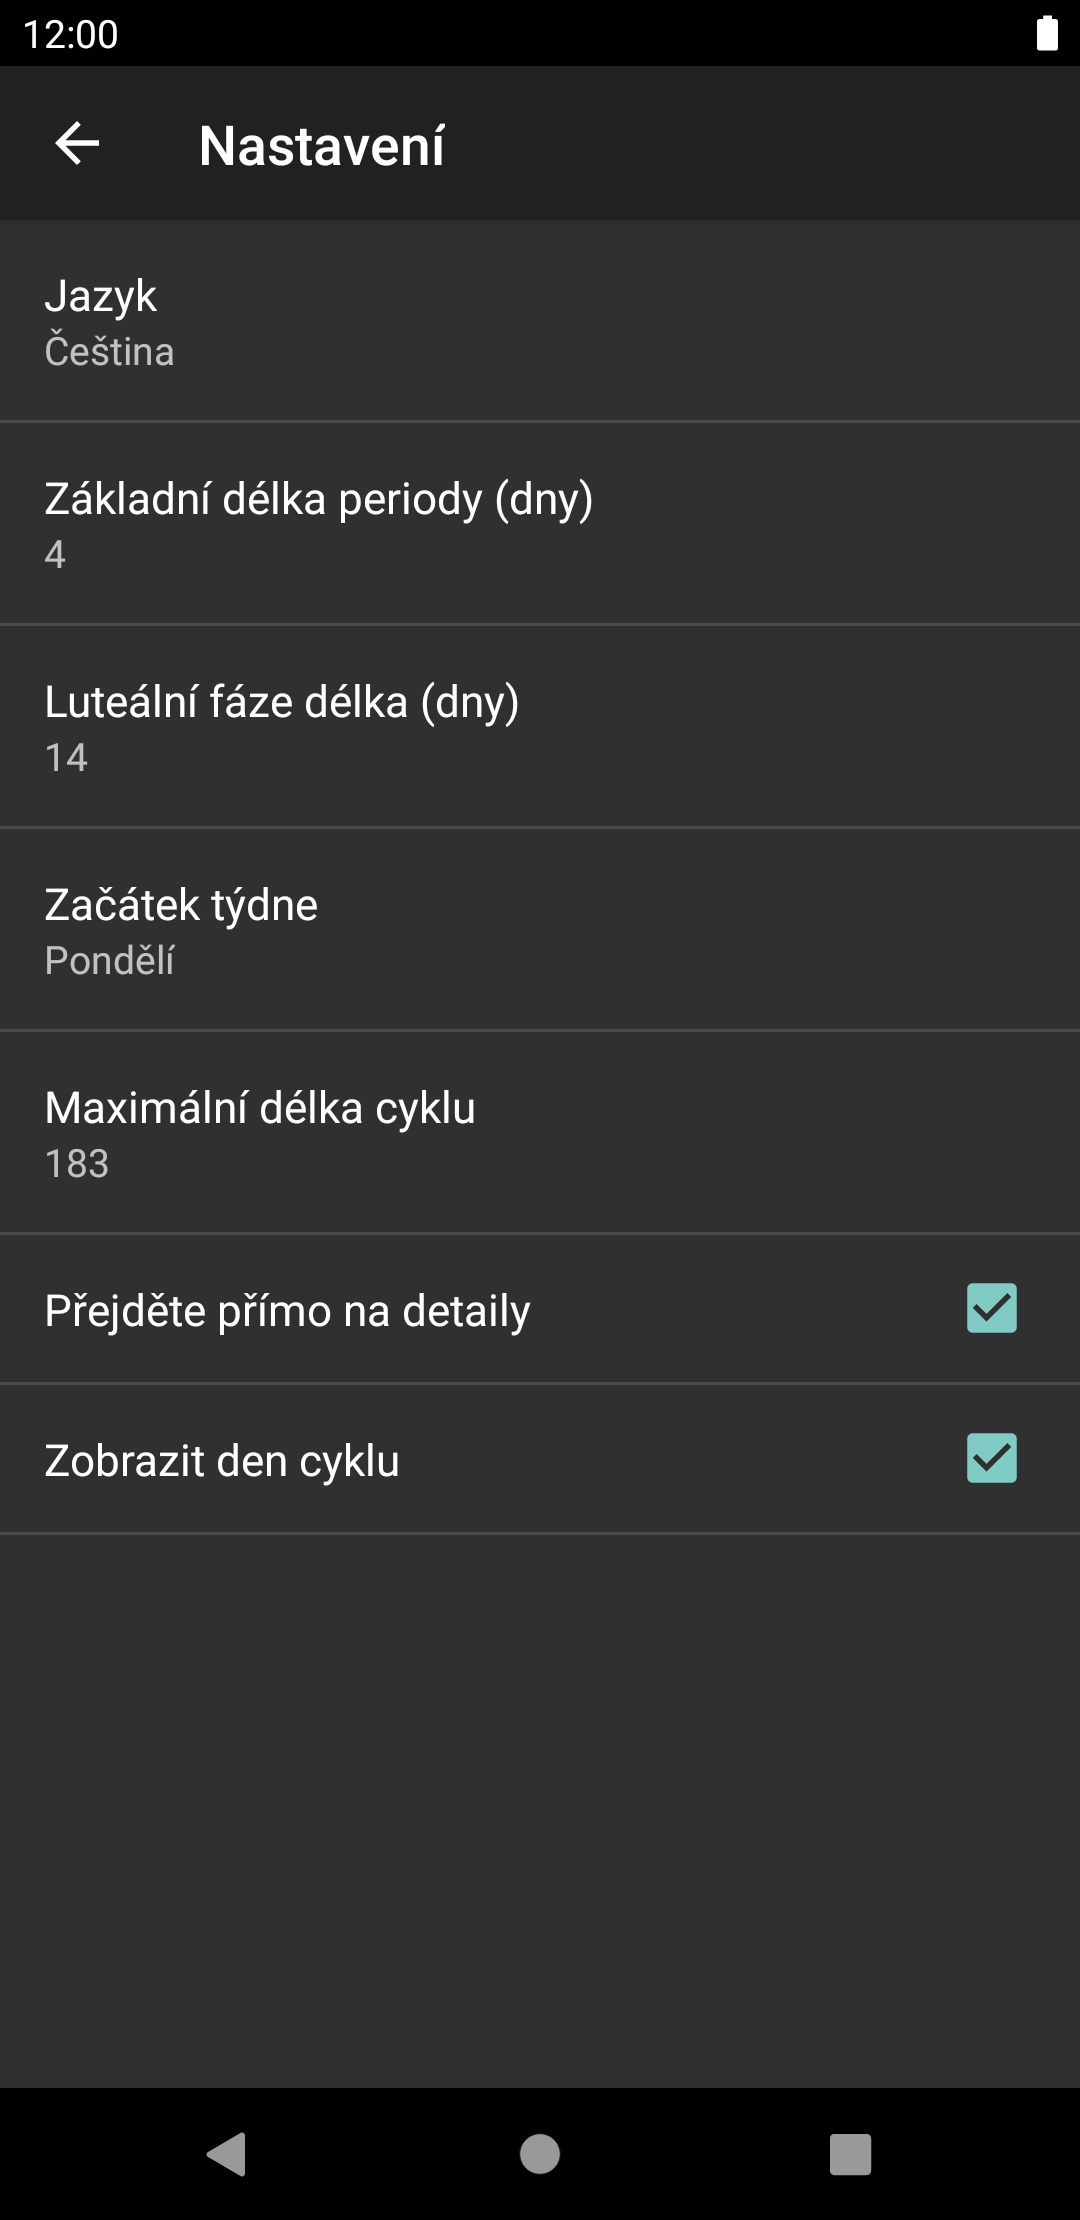 12:00
Nastavení
Jazyk
Čeština
Základní délka periody (dny)
4
Luteální fáze délka (dny)
14
Začátek týdne
Pondělí
Maximální délka cyklu
183
Přejděte přímo na detaily
Zobrazit den cyklu